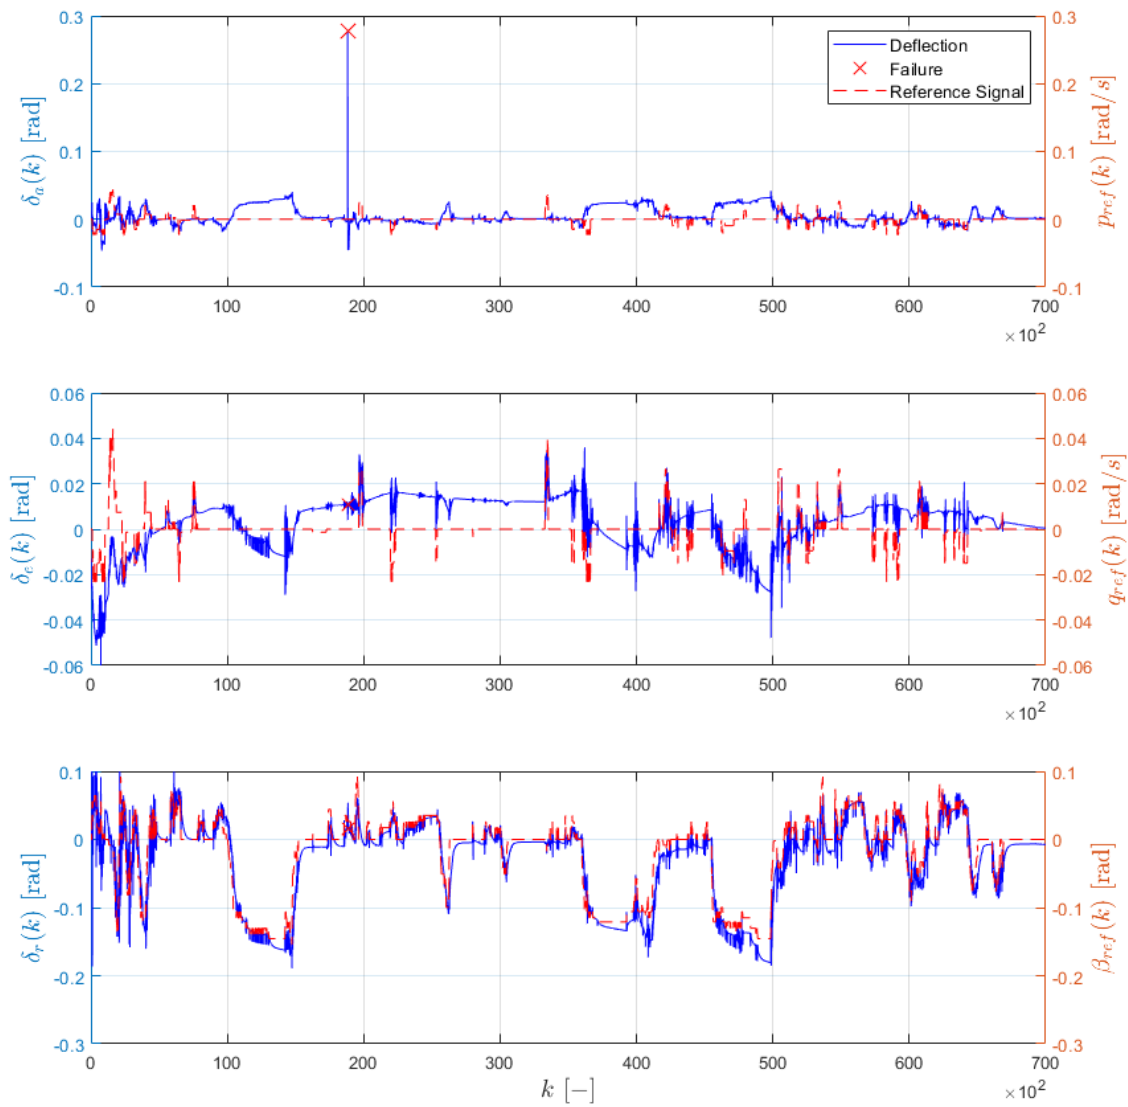 0.3 0.2 0.1 0 -0.1
δₐ(k) [rad]
0.3 0.2 0.1 0 -0.1
p_ref(k) [rad/s]
Deflection
Failure
Reference Signal
0 100 200 300 400 500 600 700
×10²
0.06 0.04 0.02 0 -0.02 -0.04 -0.06
δₑ(k) [rad]
0.06 0.04 0.02 0 -0.02 -0.04 -0.06
q_ref(k) [rad/s]
0 100 200 300 400 500 600 700
×10²
0.1 0 -0.1 -0.2 -0.3
δᵣ(k) [rad]
0.1 0 -0.1 -0.2 -0.3
β_ref(k) [rad]
0 100 200 300 400 500 600 700
k [−]
×10²